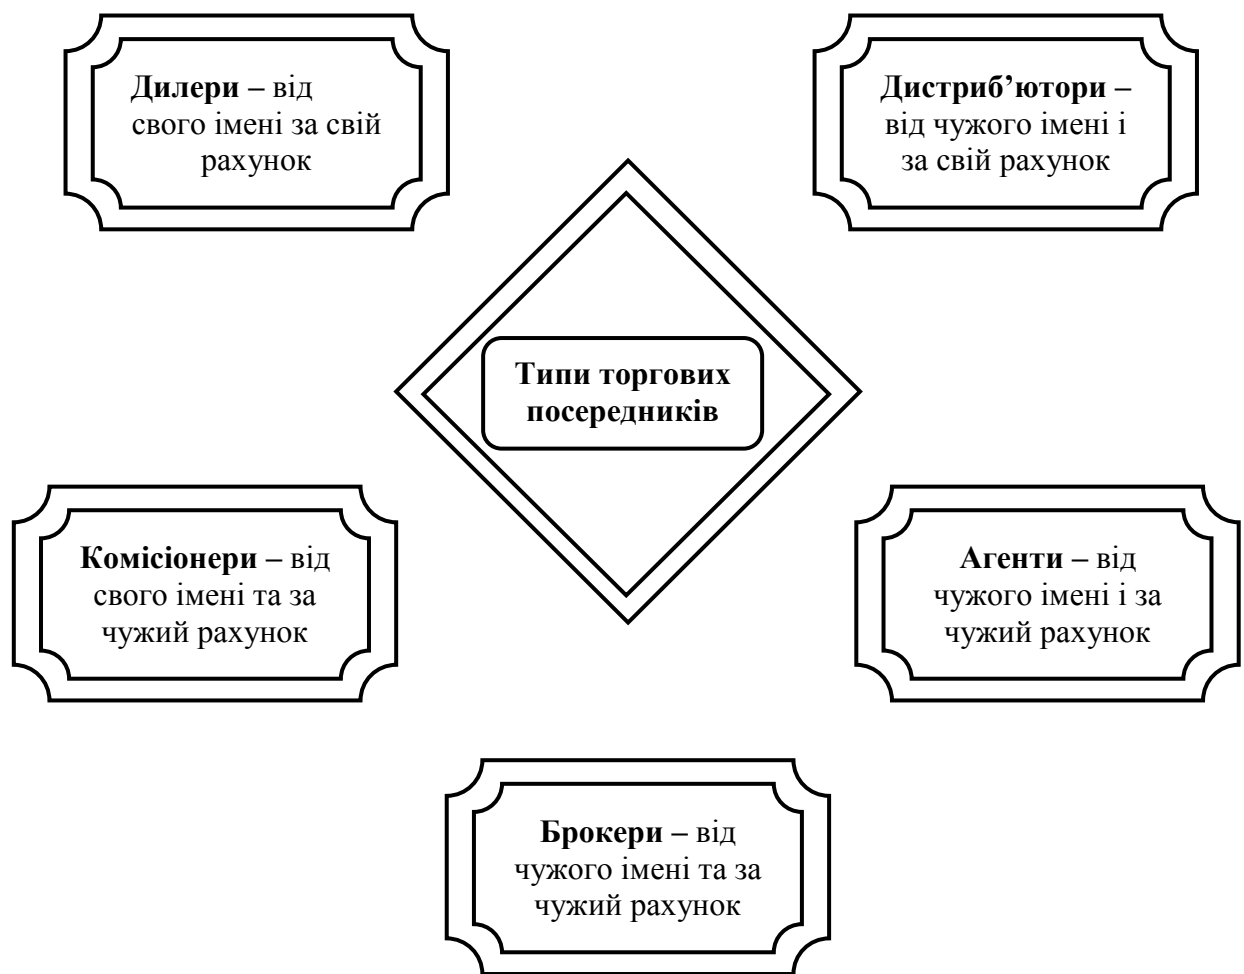 Дилери – від
свого імені за свій
рахунок
Дистриб’ютори –
від чужого імені і
за свій рахунок
Типи торгових
посередників
Комісіонери – від
свого імені та за
чужий рахунок
Агенти – від
чужого імені і за
чужий рахунок
Брокери – від
чужого імені та за
чужий рахунок